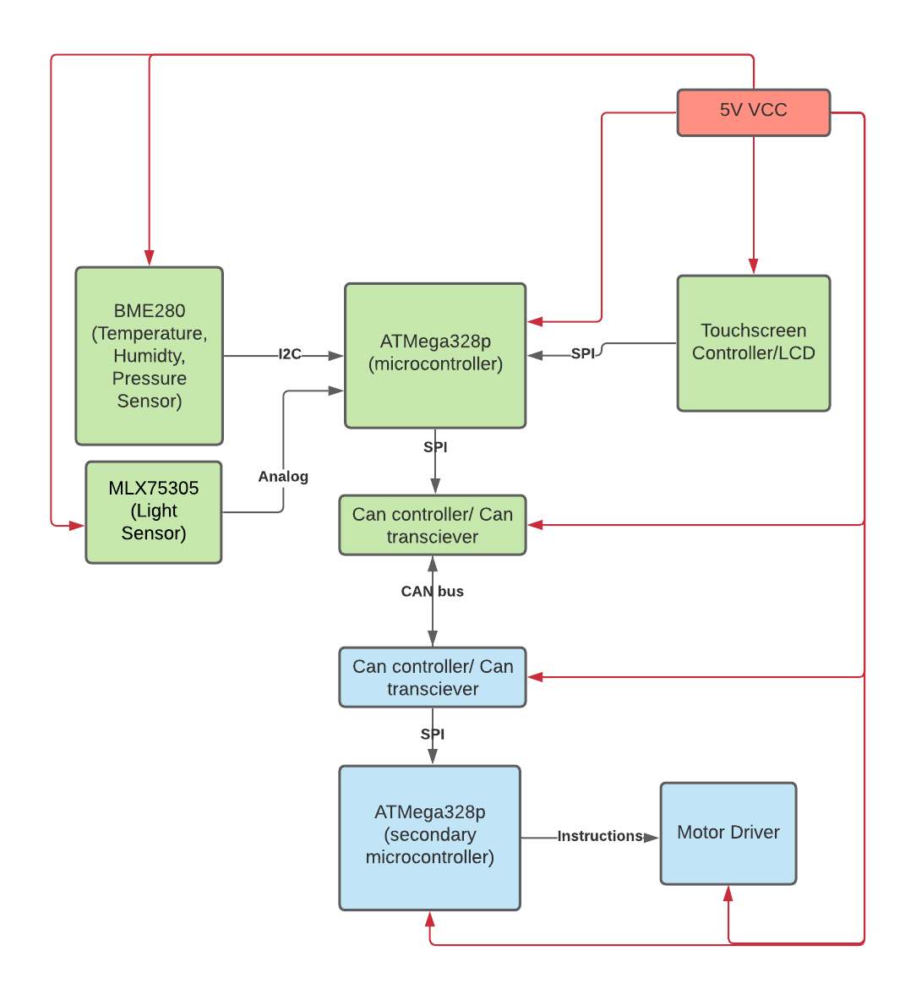 5V VCC
BME280
(Temperature,
Humidty,
Pressure
Sensor)
I2C
ATMega328p
(microcontroller)
SPI
Touchscreen
Controller/LCD
SPI
MLX75305
(Light
Sensor)
Analog
Can controller/ Can
transciever
CAN bus
Can controller/ Can
transciever
SPI
ATMega328p
(secondary
microcontroller)
Instructions
Motor Driver